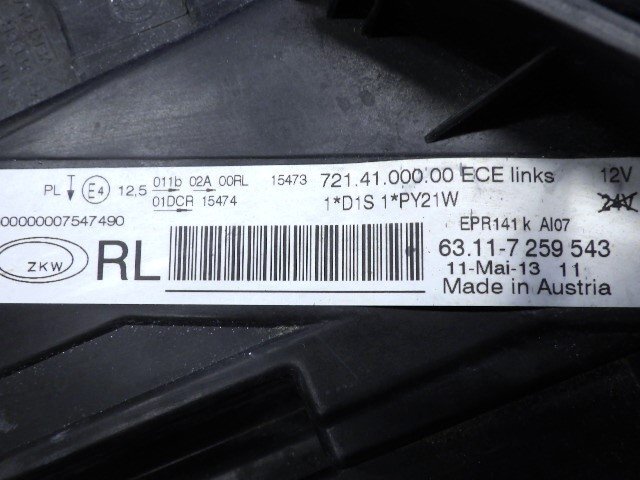 PL E4 12,5 011b 02A 00RL 15473 721.41.000.00 ECE links 12V
01DCR 15474 1*D1S 1*PY21W 24V
00000007547490 EPR141 k AI07
ZKW RL 63.11-7 259 543
11-Mai-13 11
Made in Austria